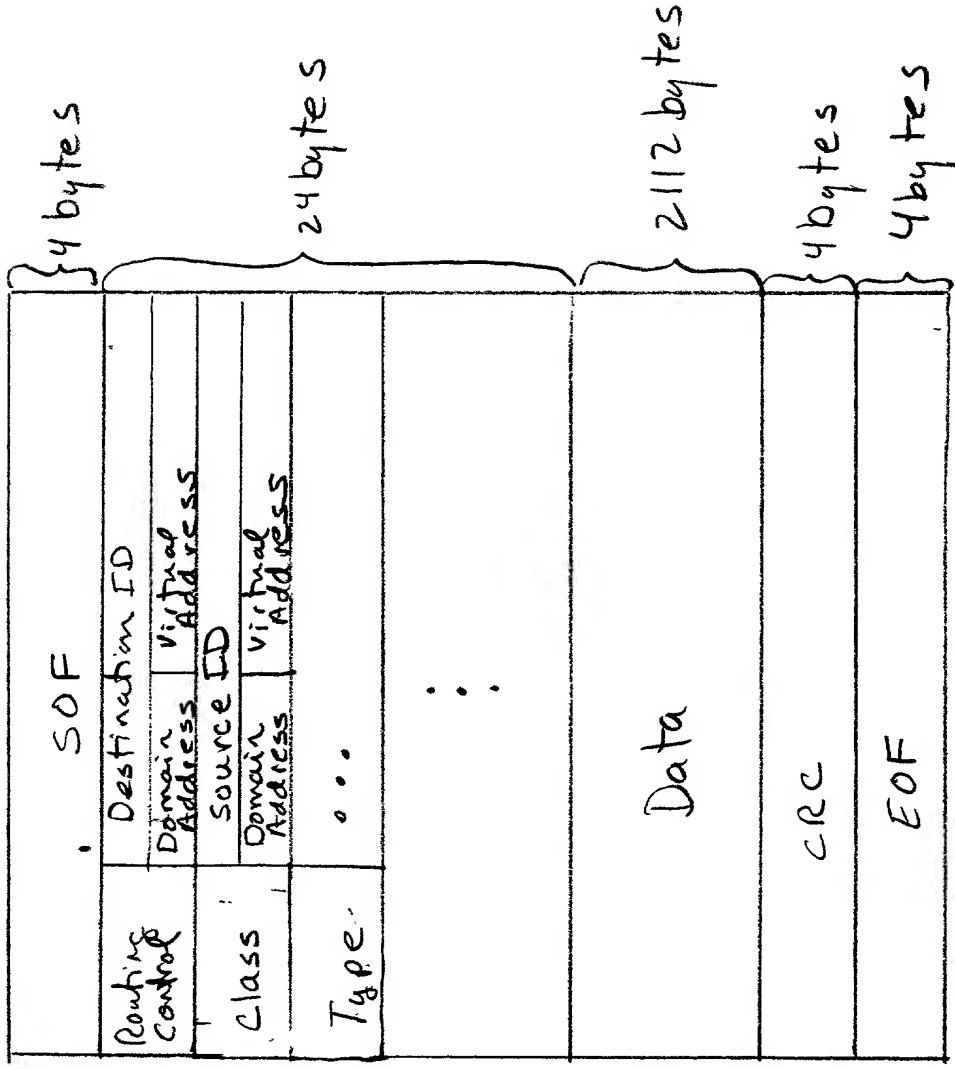 SOF
4 bytes
Routing
Control
Destination ID
Domain
Address
Virtual
Address
Class
Source ID
Domain
Address
Virtual
Address
Type
...
...
24 bytes
Data
2112 bytes
CRC
4 bytes
EOF
4 bytes